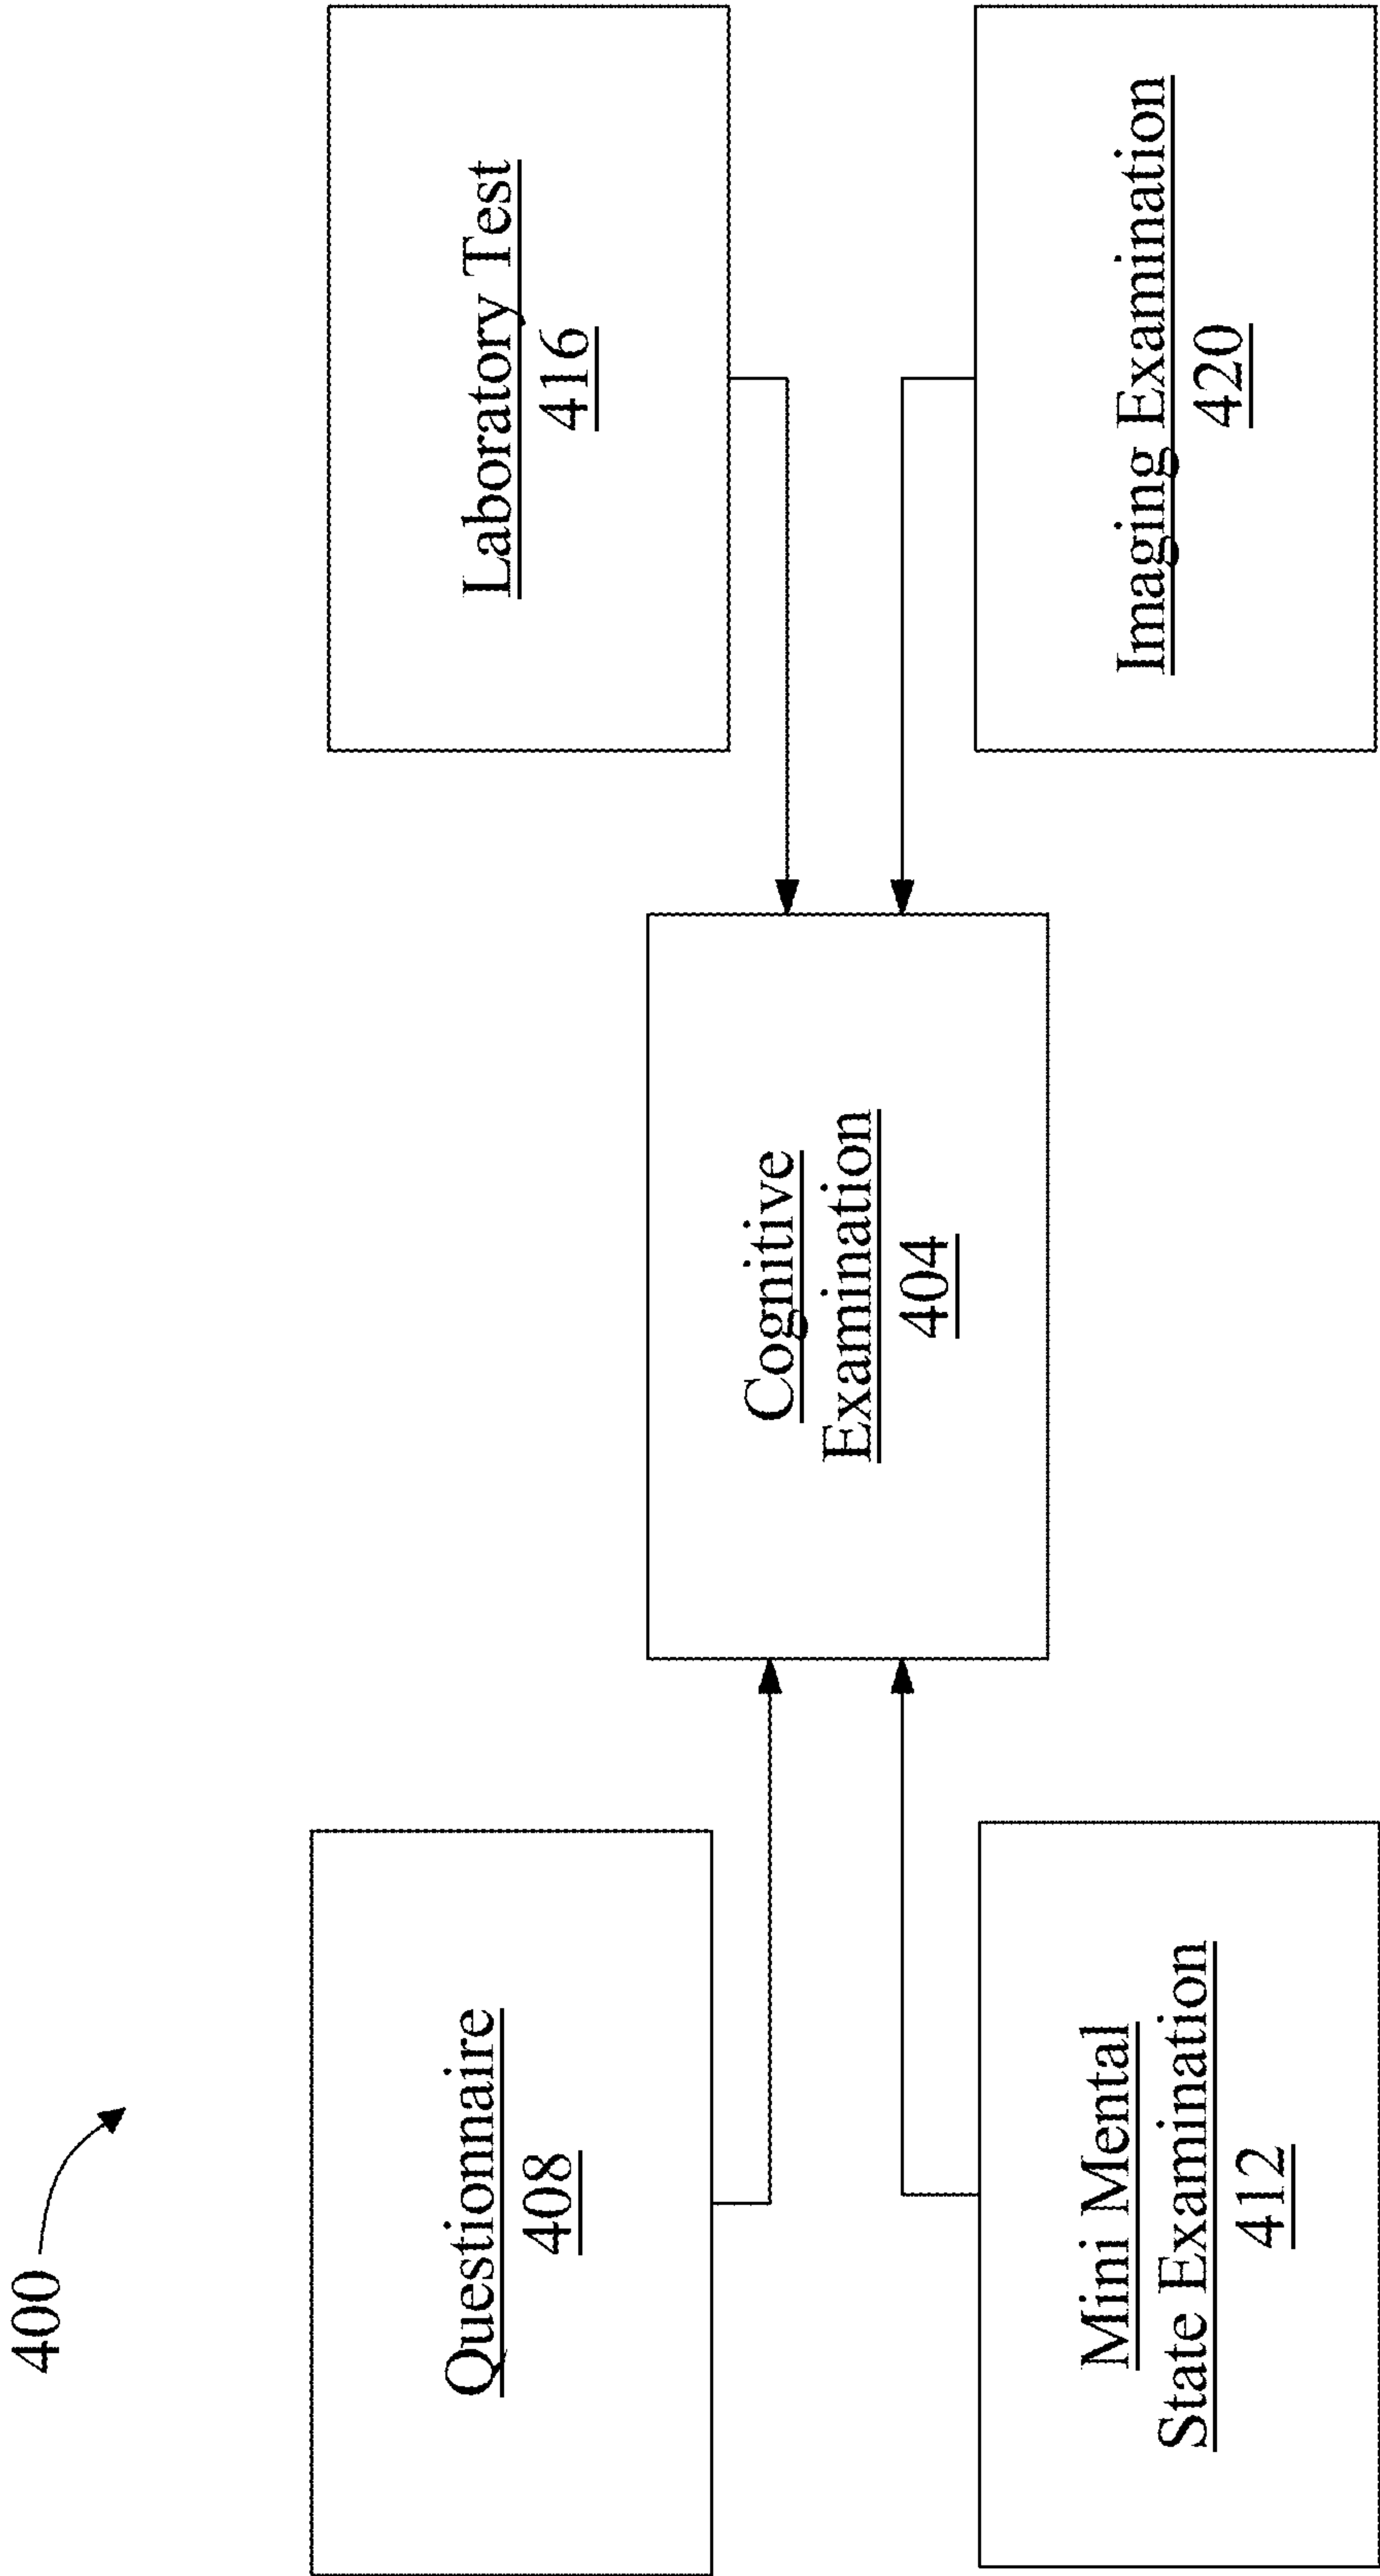 400
Questionnaire
408
Laboratory Test
416
Cognitive
Examination
404
Mini Mental
State Examination
412
Imaging Examination
420